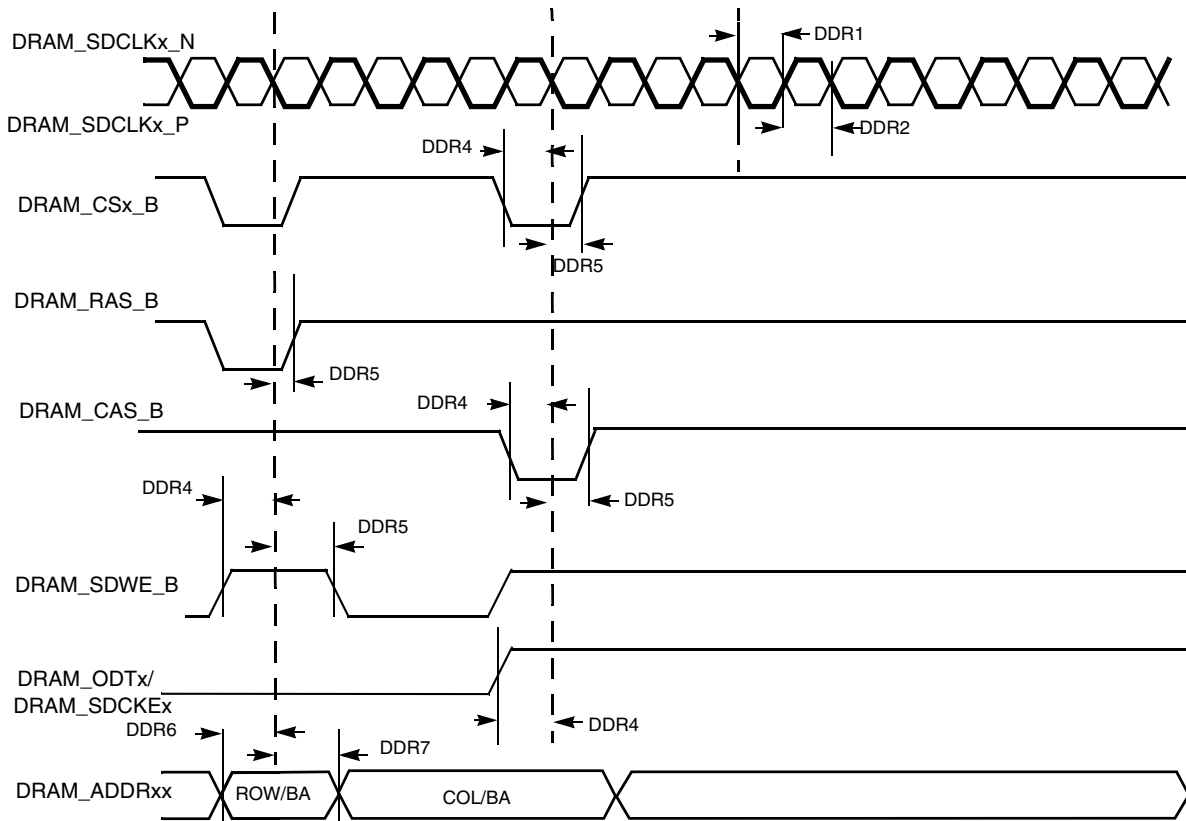 DRAM_SDCLKx_N
DDR1
DRAM_SDCLKx_P
DDR2
DDR4
DRAM_CSx_B
DDR5
DRAM_RAS_B
DDR5
DDR4
DRAM_CAS_B
DDR4
DDR5
DDR5
DRAM_SDWE_B
DRAM_ODTx/
DRAM_SDCKEx
DDR6
DDR4
DDR7
DRAM_ADDRxx
ROW/BA
COL/BA